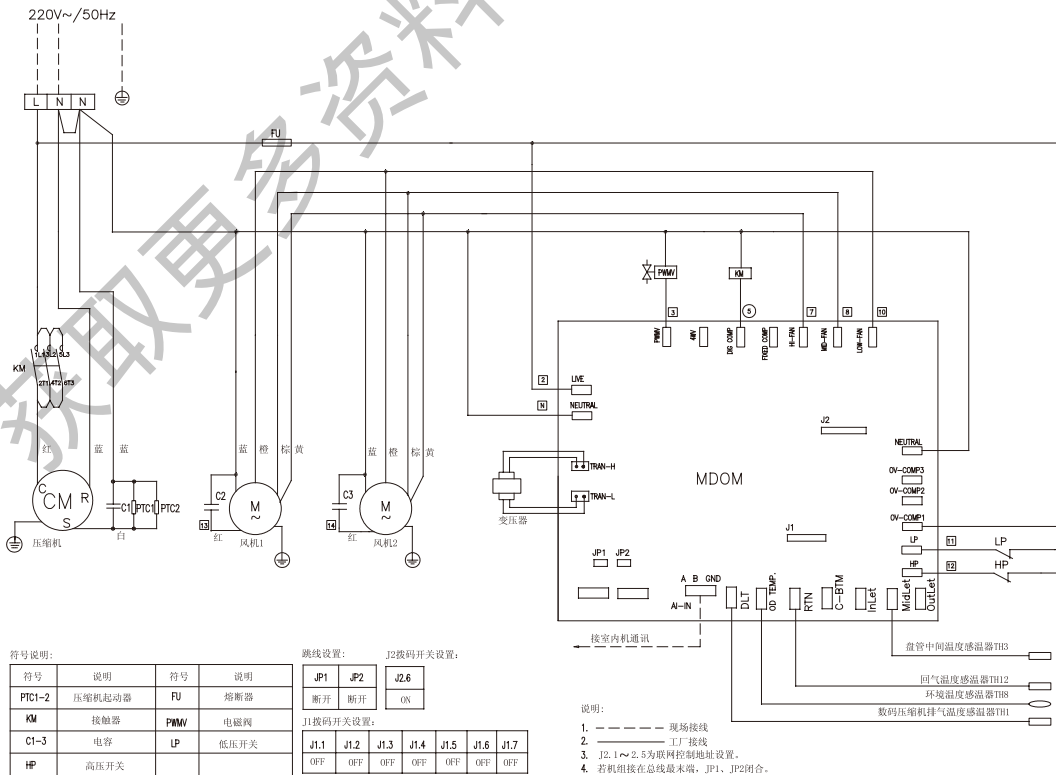 220V~/50Hz
L N N
FU
PWMV
KM
3
5
7
8
10
PWMV
4WV
DIG COMP
FIXED COMP
HI-FAN
MID-FAN
LOW-FAN
1L1 3L2 5L3
KM
2T1 4T2 6T3
2
LIVE
N
NEUTRAL
J2
NEUTRAL
红
蓝
蓝
蓝
橙
棕
黄
蓝
橙
棕
黄
TRAN-H
MDOM
OV-COMP3
OV-COMP2
C
CM
R
S
C1
PTC1
PTC2
C2
M
~
C3
M
~
TRAN-L
变压器
J1
OV-COMP1
LP
11
LP
HP
12
HP
13
14
压缩机
白
红
风机1
红
风机2
JP1
JP2
A B GND
AI-IN
DLT
OD TEMP.
RTN
C-BTM
InLet
MidLet
OutLet
接室内机通讯
盘管中间温度感温器TH3
回气温度感温器TH12
环境温度感温器TH8
数码压缩机排气温度感温器TH1
符号说明:
符号 说明 符号 说明
PTC1-2 压缩机起动器 FU 熔断器
KM 接触器 PWMV 电磁阀
C1-3 电容 LP 低压开关
HP 高压开关
跳线设置:
JP1 JP2
断开 断开
J2拨码开关设置:
J2.6
ON
J1拨码开关设置:
J1.1 J1.2 J1.3 J1.4 J1.5 J1.6 J1.7
OFF OFF OFF OFF OFF OFF OFF
说明:
1. 现场接线
2. 工厂接线
3. J2.1~2.5为联网控制地址设置。
4. 若机组接在总线最末端, JP1、JP2闭合。
获取更多资料